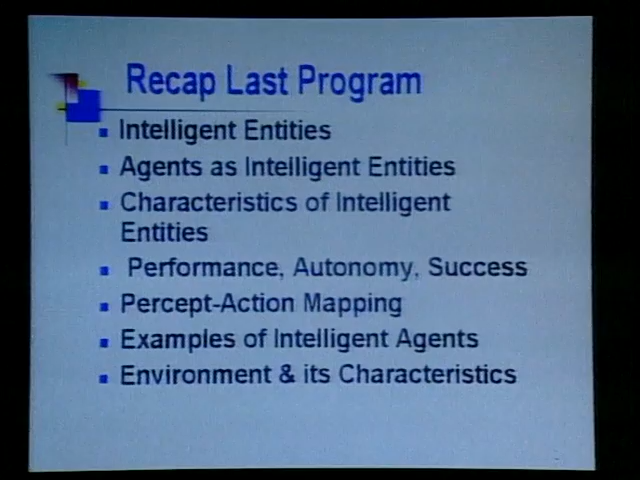 Recap Last Program
Intelligent Entities
Agents as Intelligent Entities
Characteristics of Intelligent
Entities
Performance, Autonomy, Success
Percept-Action Mapping
Examples of Intelligent Agents
Environment & its Characteristics